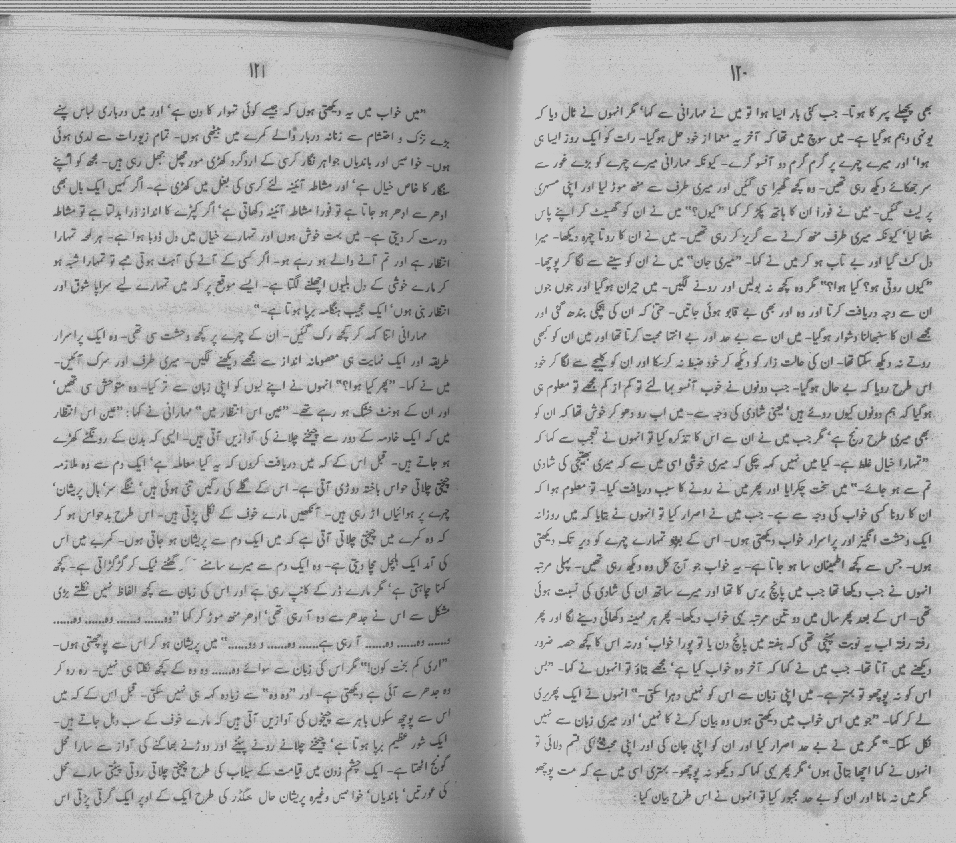 ۱۲۰
بھی پچھلے پہر کا ہوتا۔ جب کئی بار ایسا ہوا تو میں نے مہارانی سے کہا، مگر انہوں نے ٹال دیا کہ
یونہی وہم ہوگیا ہے۔ میں سوچ میں تھا کہ آخر یہ معما از خود حل ہوگیا۔ رات کو ایک روز ایسا ہی
ہوا، اور میرے چہرے پر گرم گرم دو آنسو گرے۔ کیونکہ مہارانی میرے چہرے کو بڑے غور سے
سر جھکائے دیکھ رہی تھیں۔ وہ کچھ گھبرا سی گئیں اور میری طرف سے منھ موڑ لیا اور اپنی مسہری
پر لیٹ گئیں۔ میں نے فوراً ان کا ہاتھ پکڑ کر کہا "کیوں؟" میں نے ان کو گھسیٹ کر اپنے پاس
بٹھا لیا، کیونکہ میری طرف منھ کرنے سے گریز کر رہی تھیں۔ میں نے ان کا روتا چہرہ دیکھا۔ میرا
دل کٹ گیا اور بے تاب ہو کر میں نے کہا۔ "میری جان" میں نے ان کو سینے سے لگا کر پوچھا۔
"کیوں روتی ہو؟ کیا ہوا؟" مگر وہ کچھ نہ بولیں اور رونے لگیں۔ میں حیران ہوگیا اور جوں جوں
ان سے وجہ دریافت کرتا اور وہ اور بھی بے قابو ہوئی جاتیں۔ حتیٰ کہ ان کی ہچکی بندھ گئی اور
مجھے ان کا سنبھالنا دشوار ہوگیا۔ میں ان سے بے حد اور بے انتہا محبت کرتا تھا اور میں ان کو کبھی
روتے نہ دیکھ سکتا تھا۔ ان کی حالت زار کو دیکھ کر خود ضبط نہ کرسکا اور ان کو کلیجے سے لگا کر خود
اس طرح رویا کہ بے حال ہوگیا۔ جب دونوں نے خوب آنسو بہا لئے تو کم از کم مجھے تو معلوم ہی
ہوگیا کہ ہم دونوں کیوں روئے ہیں، یعنی شادی کی وجہ سے۔ میں اب رو دھو کر خوش تھا کہ ان کو
بھی میری طرح رنج ہے، مگر جب میں نے ان سے اس کا تذکرہ کیا تو انہوں نے تعجب سے کہا کہ
"تمہارا خیال غلط ہے۔ کیا میں نہیں کہہ چکی کہ میری خوشی اسی میں ہے کہ میری بھتیجی کی شادی
تم سے ہو جائے۔" میں سخت چکرایا اور پھر میں نے رونے کا سبب دریافت کیا۔ تو معلوم ہوا کہ
ان کا رونا کسی خواب کی وجہ سے ہے۔ جب میں نے اصرار کیا تو انہوں نے بتایا کہ میں روزانہ
ایک وحشت انگیز اور پراسرار خواب دیکھتی ہوں۔ اس کے بعد تمہارے چہرے کو دیر تک دیکھتی
ہوں۔ جس سے کچھ اطمینان سا ہو جاتا ہے۔ یہ خواب جو آج کل وہ دیکھ رہی تھیں۔ پہلی مرتبہ
انہوں نے جب دیکھا تھا جب میں پانچ برس کا تھا اور میرے ساتھ ان کی شادی کی نسبت ہوئی
تھی۔ اس کے بعد پھر سال میں دو تین مرتبہ یہی خواب دیکھا۔ پھر ہر مہینہ دکھائی دینے لگا اور پھر
رفتہ رفتہ اب یہ نوبت پہنچی تھی کہ ہفتہ میں پانچ دن یا تو پورا خواب، ورنہ اس کا کچھ حصہ ضرور
دیکھنے میں آتا تھا۔ جب میں نے کہا کہ آخر وہ خواب کیا ہے، مجھے بتاؤ تو انہوں نے کہا۔ "بس
اس کو نہ پوچھو تو بہتر ہے۔ میں اپنی زبان سے اس کو نہیں دہرا سکتی۔" انہوں نے ایک پھریری
لے کر کہا۔ "جو میں اس خواب میں دیکھتی ہوں وہ بیان کرنے کا نہیں، اور میری زبان سے نہیں
نکل سکتا۔" مگر میں نے بے حد اصرار کیا اور ان کو اپنی جان کی اور اپنی محبت کی قسم دلائی تو
انہوں نے کہا اچھا بتاتی ہوں، مگر پھر یہی کہا کہ دیکھو نہ پوچھو۔ بہتری اسی میں ہے کہ مت پوچھو
مگر میں نہ مانا اور ان کو بے حد مجبور کیا تو انہوں نے اس طرح بیان کیا:
۱۲۱
"میں خواب میں یہ دیکھتی ہوں کہ جیسے کوئی تہوار کا دن ہے، اور میں درباری لباس پہنے
بڑے تزک و احتشام سے زنانہ دربار والے کمرے میں بیٹھی ہوں۔ تمام زیورات سے لدی ہوئی
ہوں۔ خواصیں اور باندیاں جواہر نگار کرسی کے اردگرد کھڑی مورچھل جھل رہی ہیں۔ مجھ کو اپنے
سنگار کا خاص خیال ہے، اور مشاطہ آئینہ لئے کرسی کی بغل میں کھڑی ہے۔ اگر کہیں ایک بال بھی
ادھر سے ادھر ہو جاتا ہے تو فوراً مشاطہ آئینہ دکھاتی ہے، اگر کپڑے کا انداز ذرا بدلتا ہے تو مشاطہ
درست کر دیتی ہے۔ میں بہت خوش ہوں اور تمہارے خیال میں دل ڈوبا ہوا ہے۔ ہر لمحہ تمہارا
انتظار ہے اور تم آنے والے ہو رہے ہو۔ اگر کسی کے آنے کی آہٹ ہوتی ہے تو تمہارا شبہ ہو
کر مارے خوشی کے دل بلیوں اچھلنے لگتا ہے۔ ایسے موقع پر کہ میں تمہارے لیے سراپا شوق اور
انتظار بنی ہوں، ایک عجیب ہنگامہ برپا ہوتا ہے۔"
مہارانی اتنا کہہ کر کچھ رک گئیں۔ ان کے چہرے پر کچھ وحشت سی تھی۔ وہ ایک پراسرار
طریقہ اور ایک نہایت ہی معصومانہ انداز سے مجھے دیکھنے لگیں۔ میری طرف اور سرک آئیں۔
میں نے کہا۔ "پھر کیا ہوا؟" انہوں نے اپنے لبوں کو اپنی زبان سے تر کیا۔ وہ متوحش سی تھیں،
اور ان کے ہونٹ خشک ہو رہے تھے۔ "عین اس انتظار میں" مہارانی نے کہا: "عین اس انتظار
میں کہ ایک خادمہ کے دور سے چیخنے چلانے کی آوازیں آتی ہیں۔ ایسی کہ بدن کے رونگٹے کھڑے
ہو جاتے ہیں۔ قبل اس کے کہ میں دریافت کروں کہ یہ کیا معاملہ ہے، ایک دم سے وہ ملازمہ
چیختی چلاتی حواس باختہ دوڑی آتی ہے۔ اس کے گلے کی رگیں تنی ہوئی ہیں، ننگے سر، بال پریشان،
چہرے پر ہوائیاں اڑ رہی ہیں۔ آنکھیں مارے خوف کے نکلی پڑتی ہیں۔ اس طرح بدحواس ہو کر
کہ وہ کمرے میں چیختی چلاتی آتی ہے کہ میں ایک دم سے پریشان ہو جاتی ہوں۔ کمرے میں اس
کی آمد ایک ہلچل مچا دیتی ہے۔ وہ ایک دم سے میرے سامنے آکر گھٹنے ٹیک کر گڑگڑاتی ہے۔ کچھ
کہنا چاہتی ہے، مگر مارے ڈر کے کانپ رہی ہے اور اس کی زبان سے کچھ الفاظ نہیں نکلتے بڑی
مشکل سے اس نے جدھر سے وہ آ رہی تھی، ادھر منھ موڑ کر کہا "وہ...... و...... وہ...... وہ......
و...... وہ...... وہ...... آ رہی ہے...... وہ...... و وہ......" میں پریشان ہو کر اس سے پوچھتی ہوں۔
"اری کم بخت کون!" مگر اس کی زبان سے سوائے وہ...... وہ وہ کے کچھ نکلتا ہی نہیں۔ رہ رہ کر
وہ جدھر سے آئی ہے دیکھتی ہے۔ اور "وہ وہ" سے زیادہ کہہ ہی نہیں سکتی۔ قبل اس کے کہ میں
اس سے پوچھ سکوں باہر سے چیخوں کی آوازیں آتی ہیں کہ مارے خوف کے سب دہل جاتے ہیں۔
ایک شور عظیم برپا ہوتا ہے، چیخنے چلانے رونے پیٹنے اور دوڑنے بھاگنے کی آواز سے سارا محل
گونج اٹھتا ہے۔ ایک چشم زدن میں قیامت کے سیلاب کی طرح چیختی چلاتی روتی پیٹتی سارے محل
کی عورتیں، باندیاں، خواصیں وغیرہ پریشان حال بھگدڑ کی طرح ایک کے اوپر ایک گرتی پڑتی اس